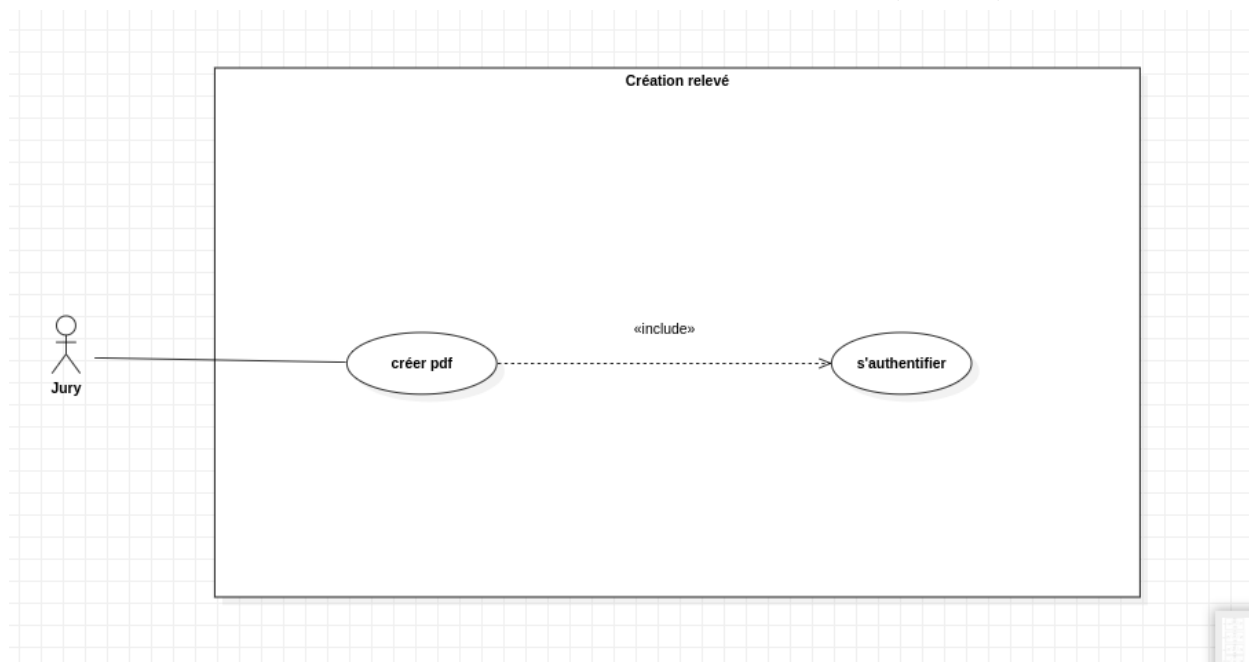 Création relevé
«include»
créer pdf
s'authentifier
Jury